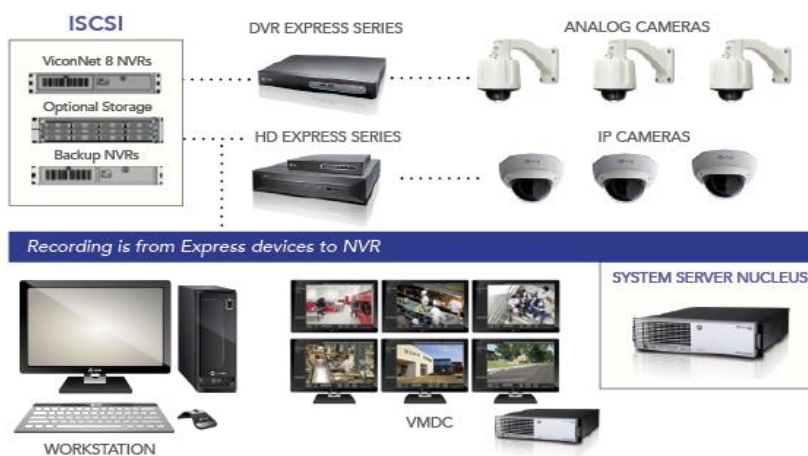 ISCSI
DVR EXPRESS SERIES
ANALOG CAMERAS
ViconNet 8 NVRs
Optional Storage
HD EXPRESS SERIES
IP CAMERAS
Backup NVRs
Recording is from Express devices to NVR
SYSTEM SERVER NUCLEUS
VMDC
WORKSTATION